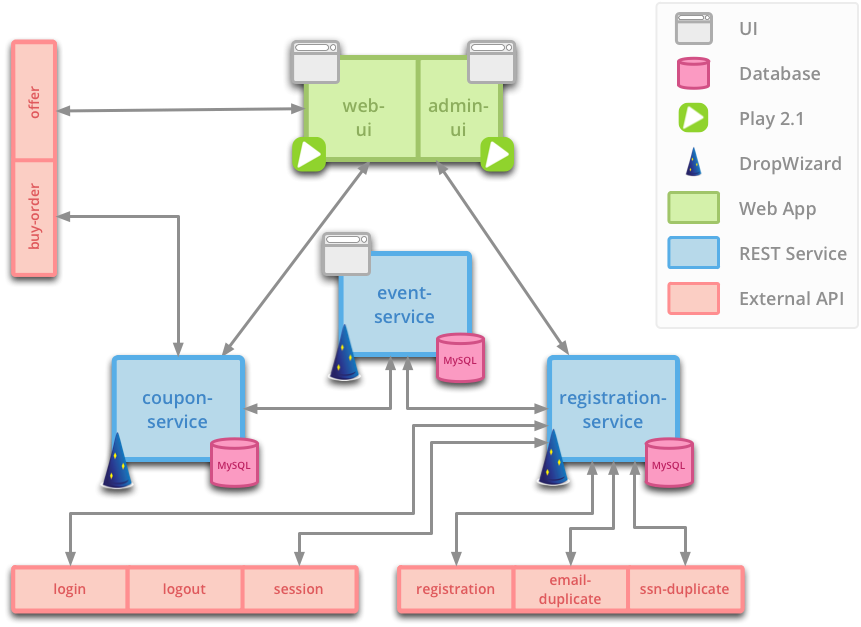 offer
buy-order
web-
ui
admin-
ui
UI
Database
Play 2.1
DropWizard
Web App
REST Service
External API
event-
service
MySQL
coupon-
service
MySQL
registration-
service
MySQL
login
logout
session
registration
email-
duplicate
ssn-duplicate